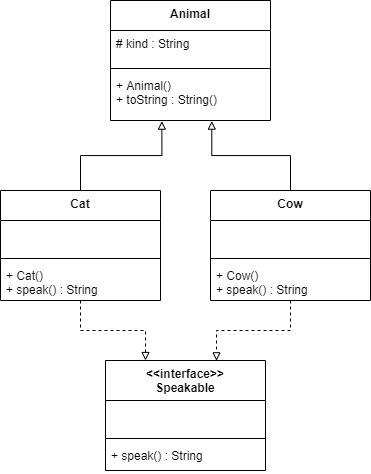 Animal
# kind : String
+ Animal()
+ toString : String()
Cat
+ Cat()
+ speak() : String
Cow
+ Cow()
+ speak() : String
<<interface>>
Speakable
+ speak() : String